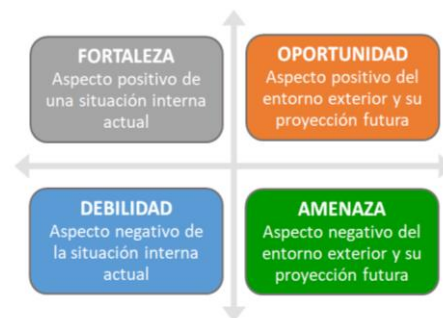 FORTALEZA
Aspecto positivo de
una situación interna
actual
OPORTUNIDAD
Aspecto positivo del
entorno exterior y su
proyección futura
DEBILIDAD
Aspecto negativo de
la situación interna
actual
AMENAZA
Aspecto negativo del
entorno exterior y su
proyección futura